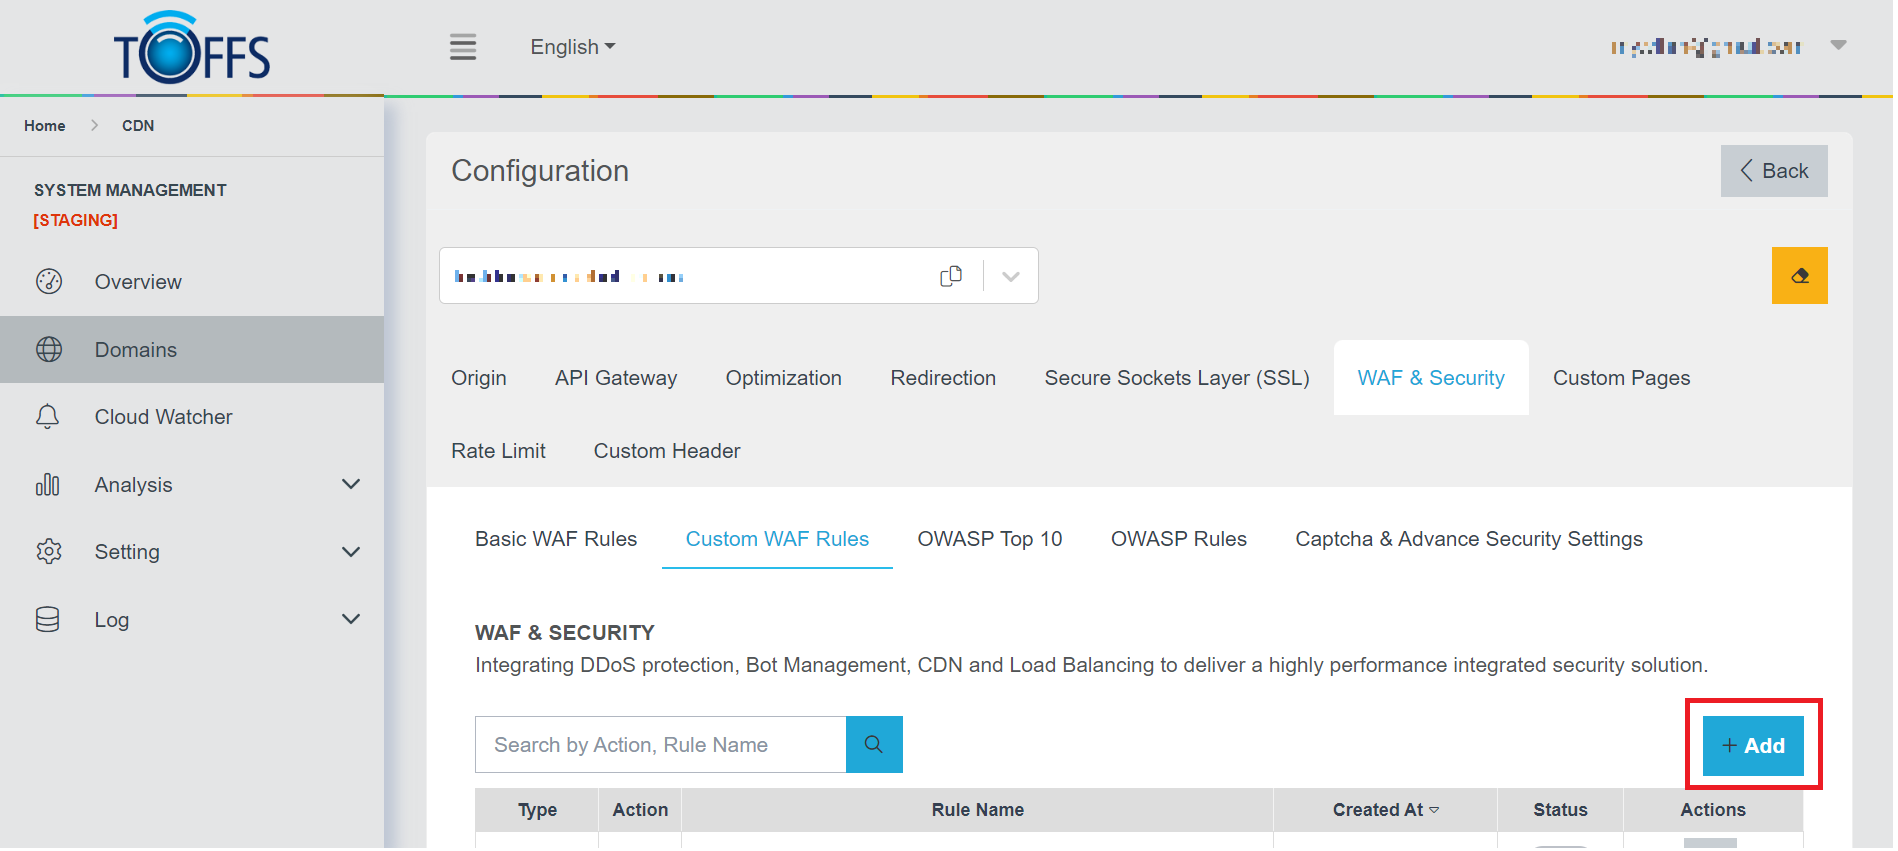 TOFFS
English
Home > CDN
SYSTEM MANAGEMENT
[STAGING]
Overview
Domains
Cloud Watcher
Analysis
Setting
Log
Configuration
Back
Origin API Gateway Optimization Redirection Secure Sockets Layer (SSL) WAF & Security Custom Pages
Rate Limit Custom Header
Basic WAF Rules Custom WAF Rules OWASP Top 10 OWASP Rules Captcha & Advance Security Settings
WAF & SECURITY
Integrating DDoS protection, Bot Management, CDN and Load Balancing to deliver a highly performance integrated security solution.
Search by Action, Rule Name
+ Add
Type Action Rule Name Created At Status Actions